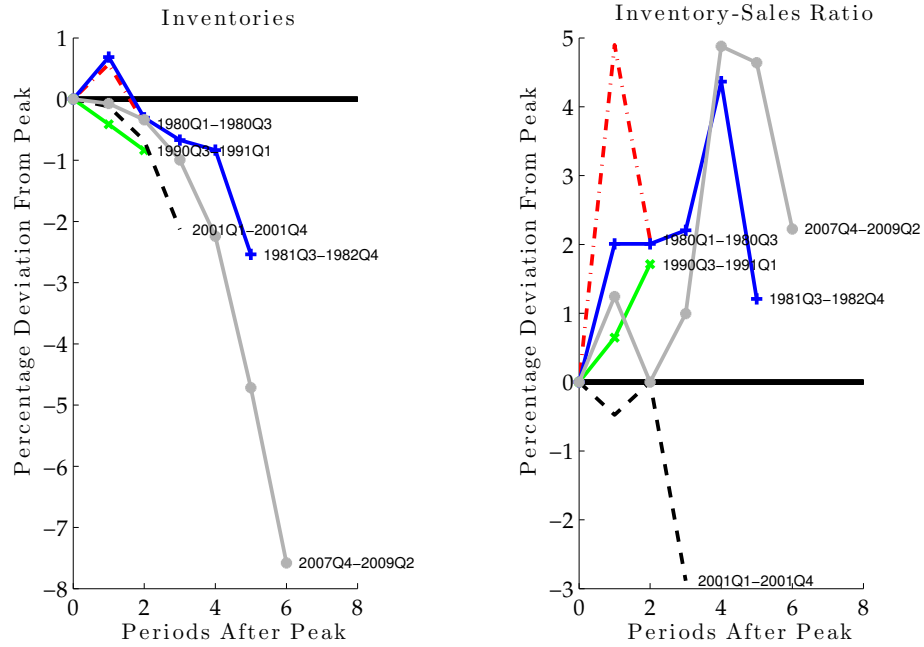 Inventories
Percentage Deviation From Peak
1
0
−1
−2
−3
−4
−5
−6
−7
−8
1980Q1−1980Q3
1990Q3−1991Q1
2001Q1−2001Q4
1981Q3−1982Q4
2007Q4−2009Q2
0
2
4
6
8
Periods After Peak
Inventory-Sales Ratio
Percentage Deviation From Peak
5
4
3
2
1
0
−1
−2
−3
2007Q4−2009Q2
1980Q1−1980Q3
1990Q3−1991Q1
1981Q3−1982Q4
2001Q1−2001Q4
0
2
4
6
8
Periods After Peak